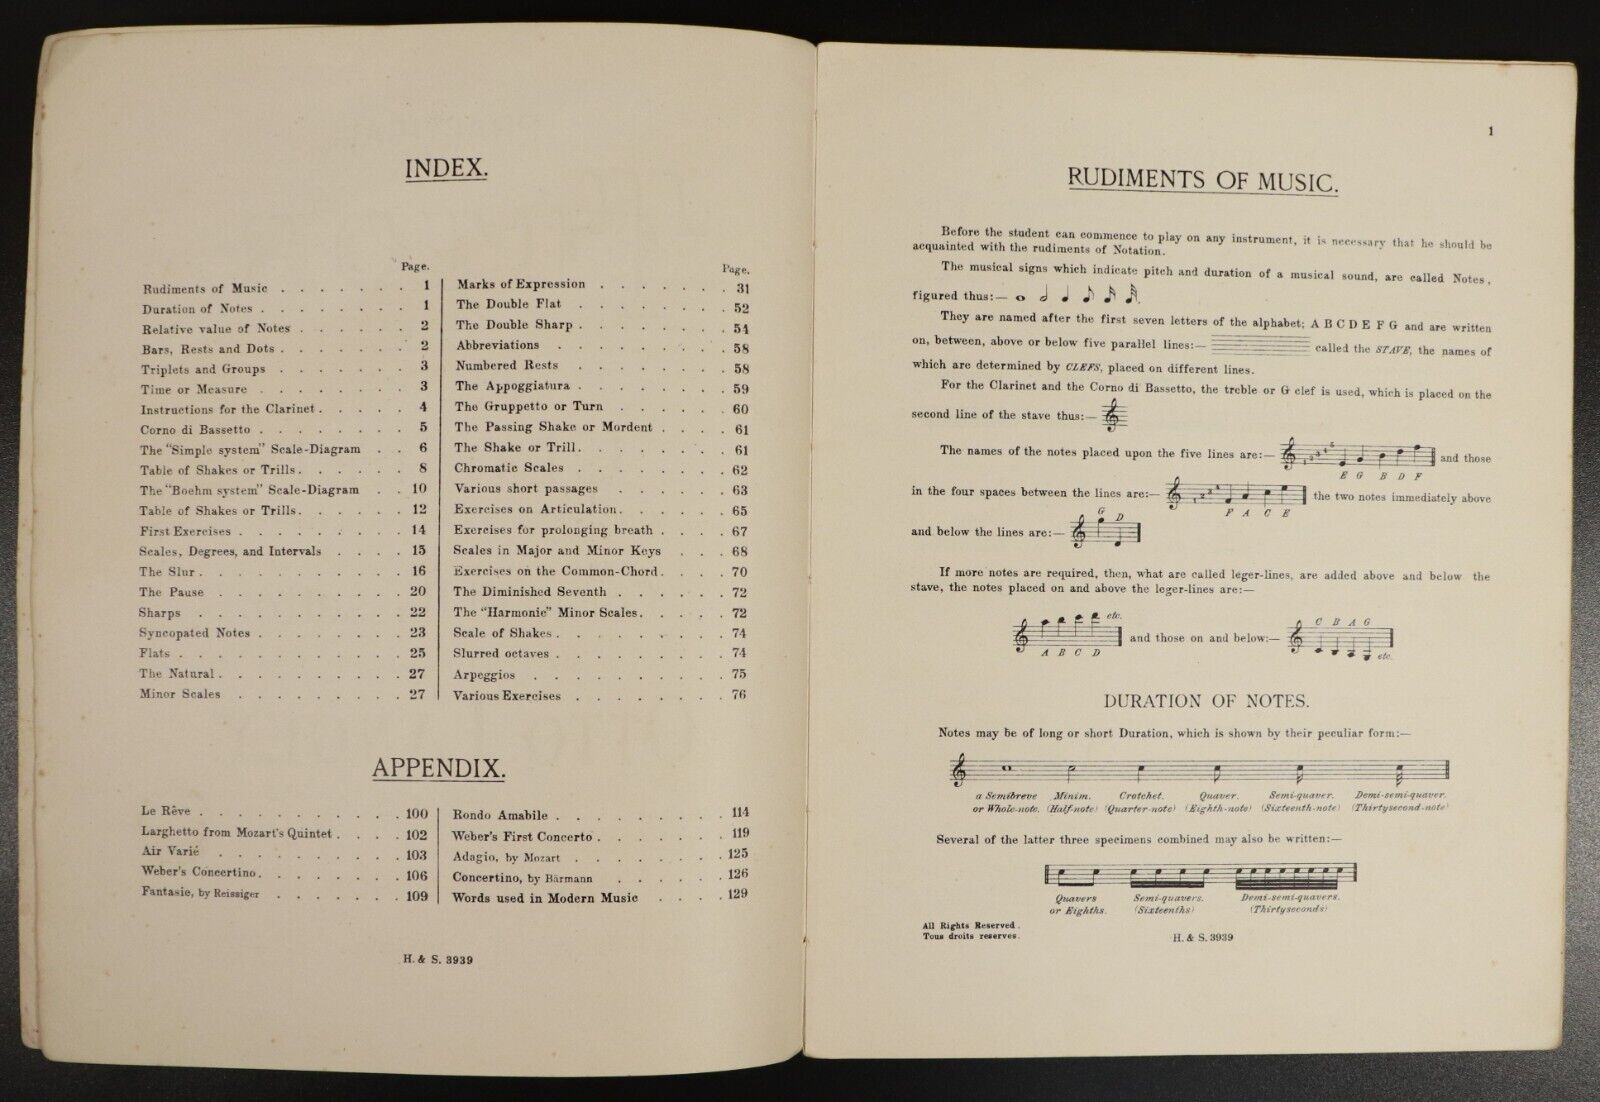 INDEX.
Page.
Rudiments of Music . . . . . . . 1
Duration of Notes . . . . . . . . 1
Relative value of Notes . . . . . . 2
Bars, Rests and Dots . . . . . . . 2
Triplets and Groups . . . . . . . 3
Time or Measure . . . . . . . . 3
Instructions for the Clarinet . . . . . 4
Corno di Bassetto . . . . . . . . 5
The "Simple system" Scale-Diagram . . 6
Table of Shakes or Trills . . . . . . 8
The "Boehm system" Scale-Diagram . . 10
Table of Shakes or Trills . . . . . . 12
First Exercises . . . . . . . . . 14
Scales, Degrees, and Intervals . . . . 15
The Slur . . . . . . . . . . . 16
The Pause . . . . . . . . . . 20
Sharps . . . . . . . . . . . 22
Syncopated Notes . . . . . . . . 23
Flats . . . . . . . . . . . . 25
The Natural . . . . . . . . . . 27
Minor Scales . . . . . . . . . 27
Page.
Marks of Expression . . . . . . . 31
The Double Flat . . . . . . . . 52
The Double Sharp . . . . . . . . 54
Abbreviations . . . . . . . . . 58
Numbered Rests . . . . . . . . 58
The Appoggiatura . . . . . . . . 59
The Gruppetto or Turn . . . . . . 60
The Passing Shake or Mordent . . . . 61
The Shake or Trill . . . . . . . . 61
Chromatic Scales . . . . . . . . 62
Various short passages . . . . . . 63
Exercises on Articulation . . . . . . 65
Exercises for prolonging breath . . . . 67
Scales in Major and Minor Keys . . . 68
Exercises on the Common-Chord . . . . 70
The Diminished Seventh . . . . . . 72
The "Harmonic" Minor Scales . . . . . 72
Scale of Shakes . . . . . . . . . 74
Slurred octaves . . . . . . . . . 74
Arpeggios . . . . . . . . . . 75
Various Exercises . . . . . . . . 76
APPENDIX.
Le Rêve . . . . . . . . . . . 100
Larghetto from Mozart's Quintet . . . . 102
Air Varié . . . . . . . . . . 103
Weber's Concertino . . . . . . . . 106
Fantasie, by Reissiger . . . . . . . 109
Rondo Amabile . . . . . . . . . 114
Weber's First Concerto . . . . . . . 119
Adagio, by Mozart . . . . . . . . 125
Concertino, by Bärmann . . . . . . 126
Words used in Modern Music . . . . 129
H. & S. 3939
1
RUDIMENTS OF MUSIC.
Before the student can commence to play on any instrument, it is necessary that he should be
acquainted with the rudiments of Notation.
The musical signs which indicate pitch and duration of a musical sound, are called Notes,
figured thus:—
They are named after the first seven letters of the alphabet; A B C D E F G and are written
on, between, above or below five parallel lines:— called the STAVE, the names of
which are determined by CLEFS, placed on different lines.
For the Clarinet and the Corno di Bassetto, the treble or G clef is used, which is placed on the
second line of the stave thus:—
The names of the notes placed upon the five lines are:— 1 2 3 4 5 and those
E G B D F
in the four spaces between the lines are:— 1 2 3 4 the two notes immediately above
F A C E
G D
and below the lines are:—
If more notes are required, then, what are called leger-lines, are added above and below the
stave, the notes placed on and above the leger-lines are:—
etc. and those on and below:— C B A G
A B C D etc.
DURATION OF NOTES.
Notes may be of long or short Duration, which is shown by their peculiar form:—
a Semibreve Minim. Crotchet. Quaver. Semi-quaver. Demi-semi-quaver.
or Whole-note. (Half-note) (Quarter-note) (Eighth-note) (Sixteenth-note) (Thirtysecond-note)
Several of the latter three specimens combined may also be written:—
Quavers Semi-quavers. Demi-semi-quavers.
or Eighths. (Sixteenths) (Thirtyseconds)
All Rights Reserved.
Tous droits reserves.
H. & S. 3939